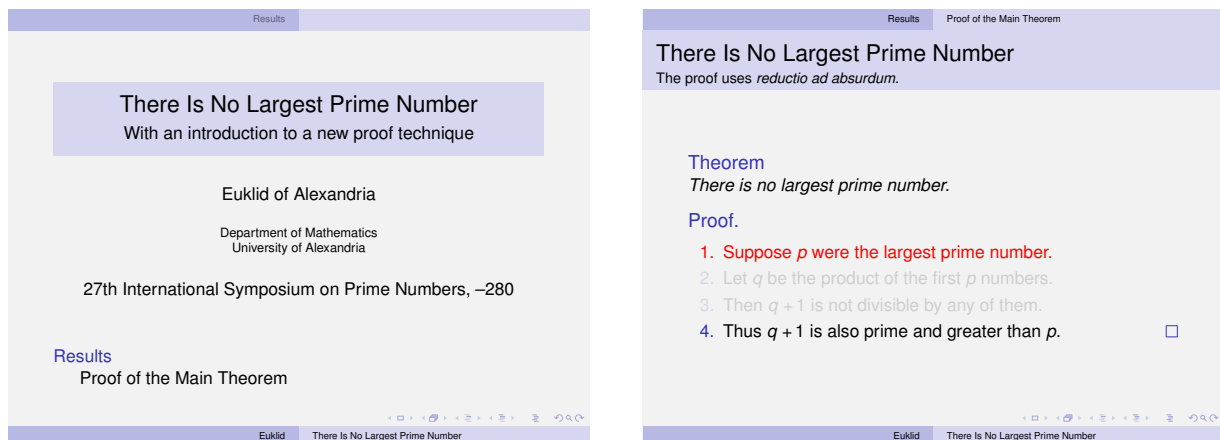 Results
There Is No Largest Prime Number
With an introduction to a new proof technique
Euklid of Alexandria
Department of Mathematics
University of Alexandria
27th International Symposium on Prime Numbers, –280
Results
Proof of the Main Theorem
Euklid There Is No Largest Prime Number
Results Proof of the Main Theorem
There Is No Largest Prime Number
The proof uses reductio ad absurdum.
Theorem
There is no largest prime number.
Proof.
1. Suppose p were the largest prime number.
2. Let q be the product of the first p numbers.
3. Then q + 1 is not divisible by any of them.
4. Thus q + 1 is also prime and greater than p. □
Euklid There Is No Largest Prime Number